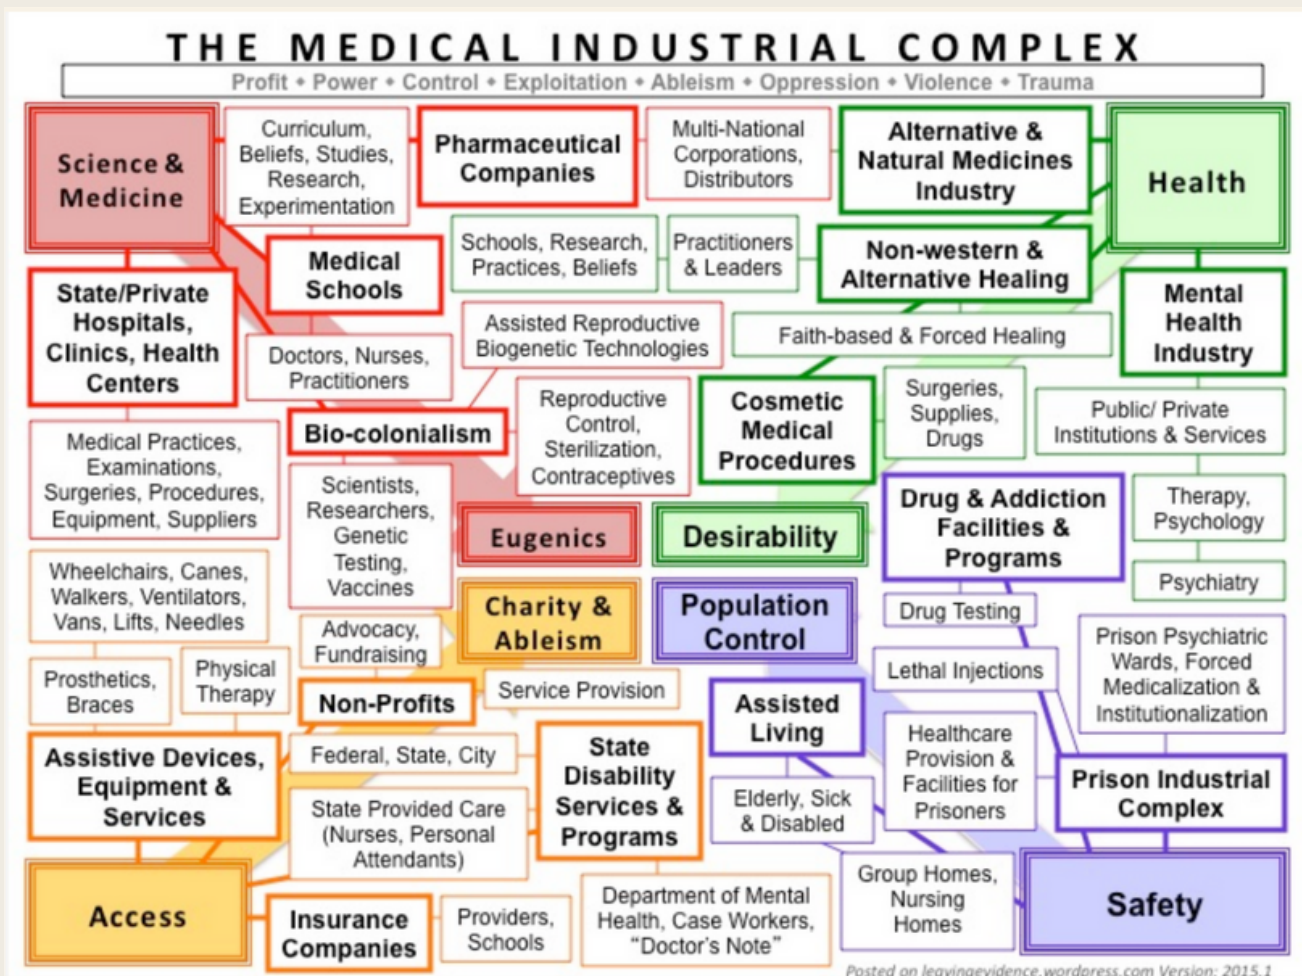 THE MEDICAL INDUSTRIAL COMPLEX
Profit • Power • Control • Exploitation • Ableism • Oppression • Violence • Trauma
Science &
Medicine
Curriculum,
Beliefs, Studies,
Research,
Experimentation
Pharmaceutical
Companies
Multi-National
Corporations,
Distributors
Alternative &
Natural Medicines
Industry
Health
Medical
Schools
Schools, Research,
Practices, Beliefs
Practitioners
& Leaders
Non-western &
Alternative Healing
State/Private
Hospitals,
Clinics, Health
Centers
Doctors, Nurses,
Practitioners
Assisted Reproductive
Biogenetic Technologies
Faith-based & Forced Healing
Mental
Health
Industry
Bio-colonialism
Reproductive
Control,
Sterilization,
Contraceptives
Cosmetic
Medical
Procedures
Surgeries,
Supplies,
Drugs
Public/ Private
Institutions & Services
Medical Practices,
Examinations,
Surgeries, Procedures,
Equipment, Suppliers
Scientists,
Researchers,
Genetic
Testing,
Vaccines
Eugenics
Desirability
Drug & Addiction
Facilities &
Programs
Therapy,
Psychology
Psychiatry
Wheelchairs, Canes,
Walkers, Ventilators,
Vans, Lifts, Needles
Charity &
Ableism
Population
Control
Drug Testing
Advocacy,
Fundraising
Prosthetics,
Braces
Physical
Therapy
Non-Profits
Service Provision
Assisted
Living
Lethal Injections
Prison Psychiatric
Wards, Forced
Medicalization &
Institutionalization
Assistive Devices,
Equipment &
Services
Federal, State, City
State
Disability
Services &
Programs
Healthcare
Provision &
Facilities for
Prisoners
Prison Industrial
Complex
State Provided Care
(Nurses, Personal
Attendants)
Elderly, Sick
& Disabled
Access
Insurance
Companies
Providers,
Schools
Department of Mental
Health, Case Workers,
“Doctor’s Note”
Group Homes,
Nursing
Homes
Safety
Posted on leavingevidence.wordpress.com Version: 2015.1